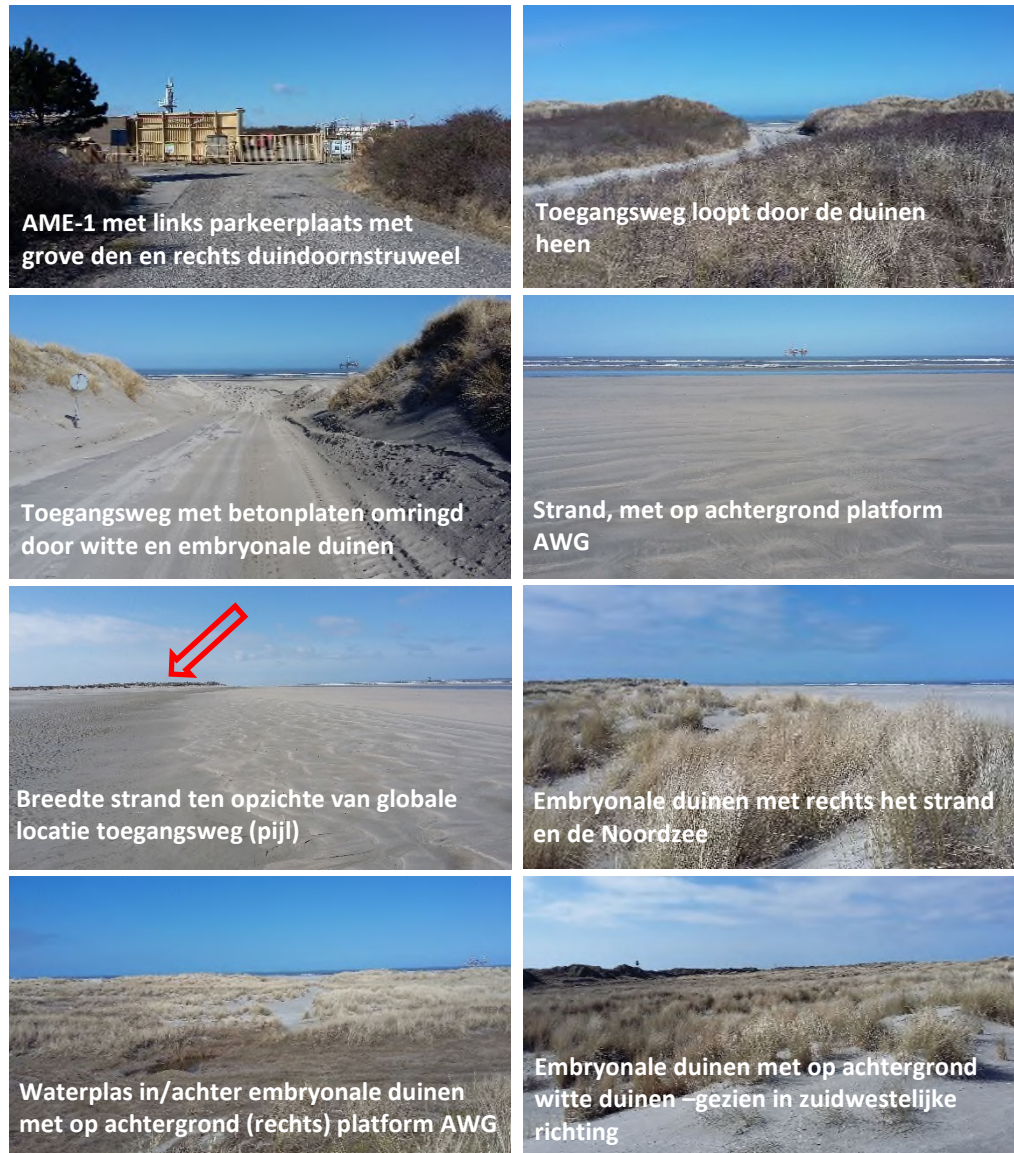 AME-1 met links parkeerplaats met
grove den en rechts duindoornstruweel
Toegangsweg loopt door de duinen
heen
Toegangsweg met betonplaten omringd
door witte en embryonale duinen
Strand, met op achtergrond platform
AWG
Breedte strand ten opzichte van globale
locatie toegangsweg (pijl)
Embryonale duinen met rechts het strand
en de Noordzee
Waterplas in/achter embryonale duinen
met op achtergrond (rechts) platform AWG
Embryonale duinen met op achtergrond
witte duinen –gezien in zuidwestelijke
richting